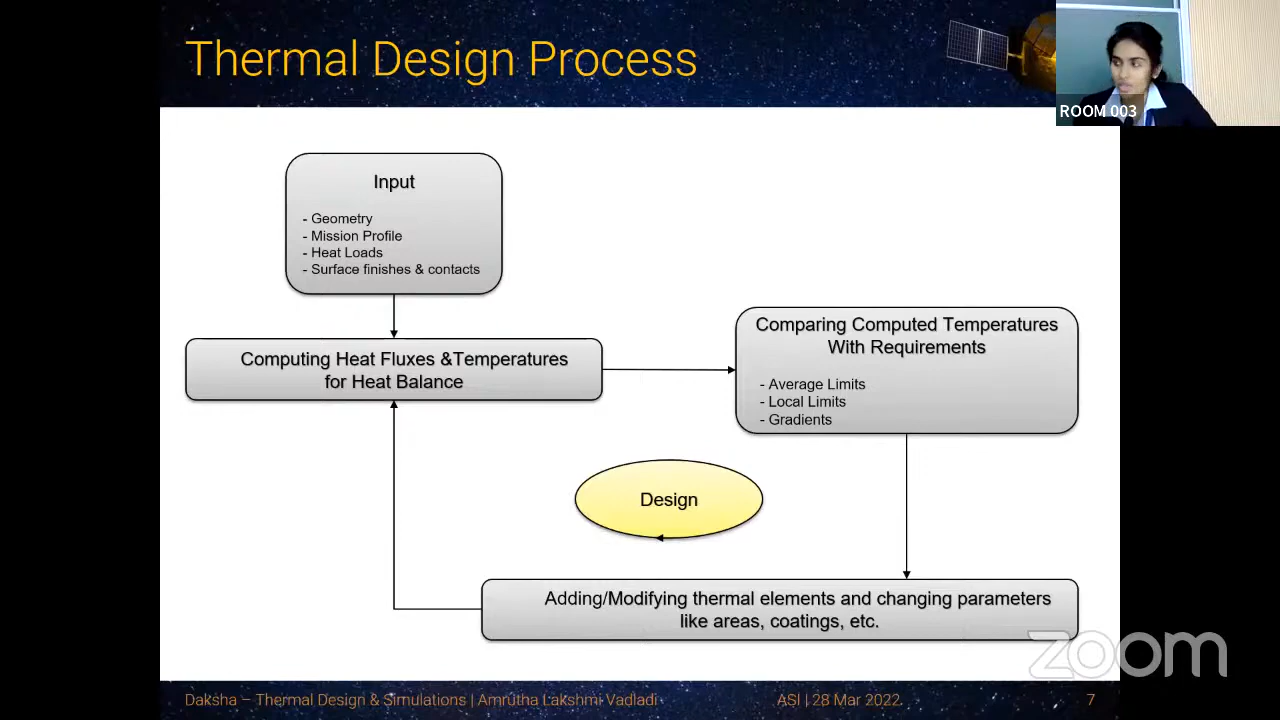 Thermal Design Process
ROOM 003
Input
- Geometry
- Mission Profile
- Heat Loads
- Surface finishes & contacts
Computing Heat Fluxes &Temperatures
for Heat Balance
Comparing Computed Temperatures
With Requirements
- Average Limits
- Local Limits
- Gradients
Design
Adding/Modifying thermal elements and changing parameters
like areas, coatings, etc.
zoom
Daksha – Thermal Design & Simulations | Amrutha Lakshmi Vadladi
ASI | 28 Mar 2022
7